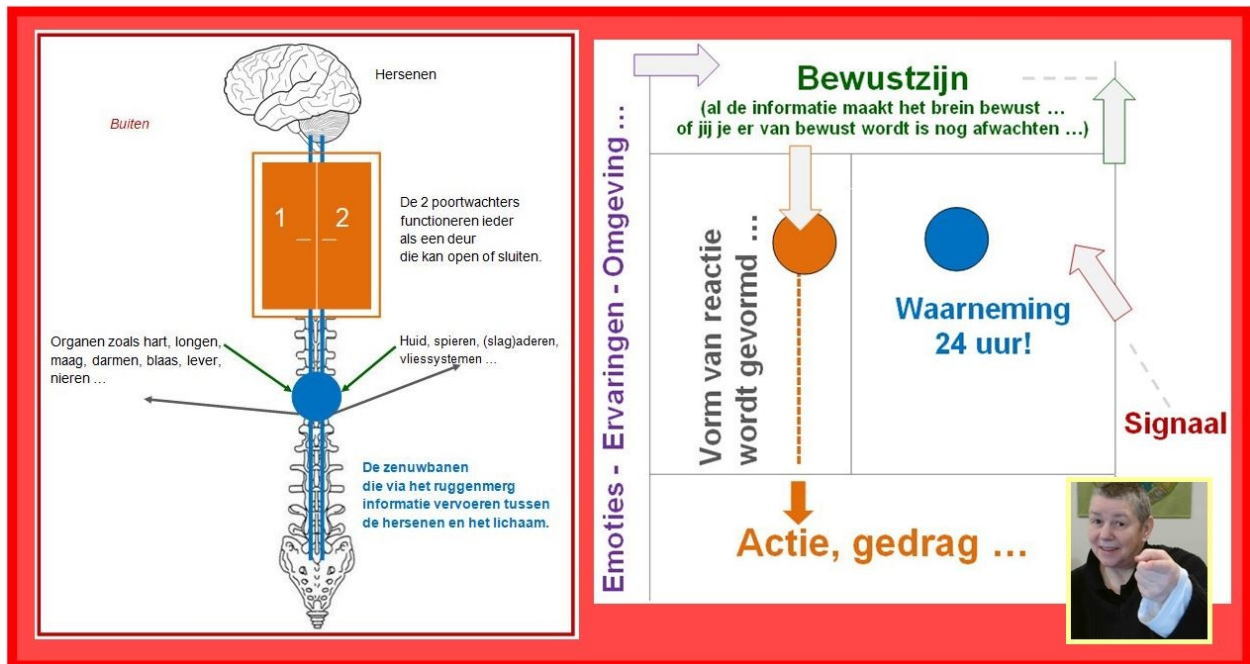 Hersenen
Buiten
1
2
De 2 poortwachters
functioneren ieder
als een deur
die kan open of sluiten.
Organen zoals hart, longen,
maag, darmen, blaas, lever,
nieren …
Huid, spieren, (slag)aderen,
vliessystemen …
De zenuwbanen
die via het ruggenmerg
informatie vervoeren tussen
de hersenen en het lichaam.
Emoties - Ervaringen - Omgeving …
Bewustzijn
(al de informatie maakt het brein bewust …
of jij je er van bewust wordt is nog afwachten …)
Vorm van reactie
wordt gevormd …
Waarneming
24 uur!
Signaal
Actie, gedrag …